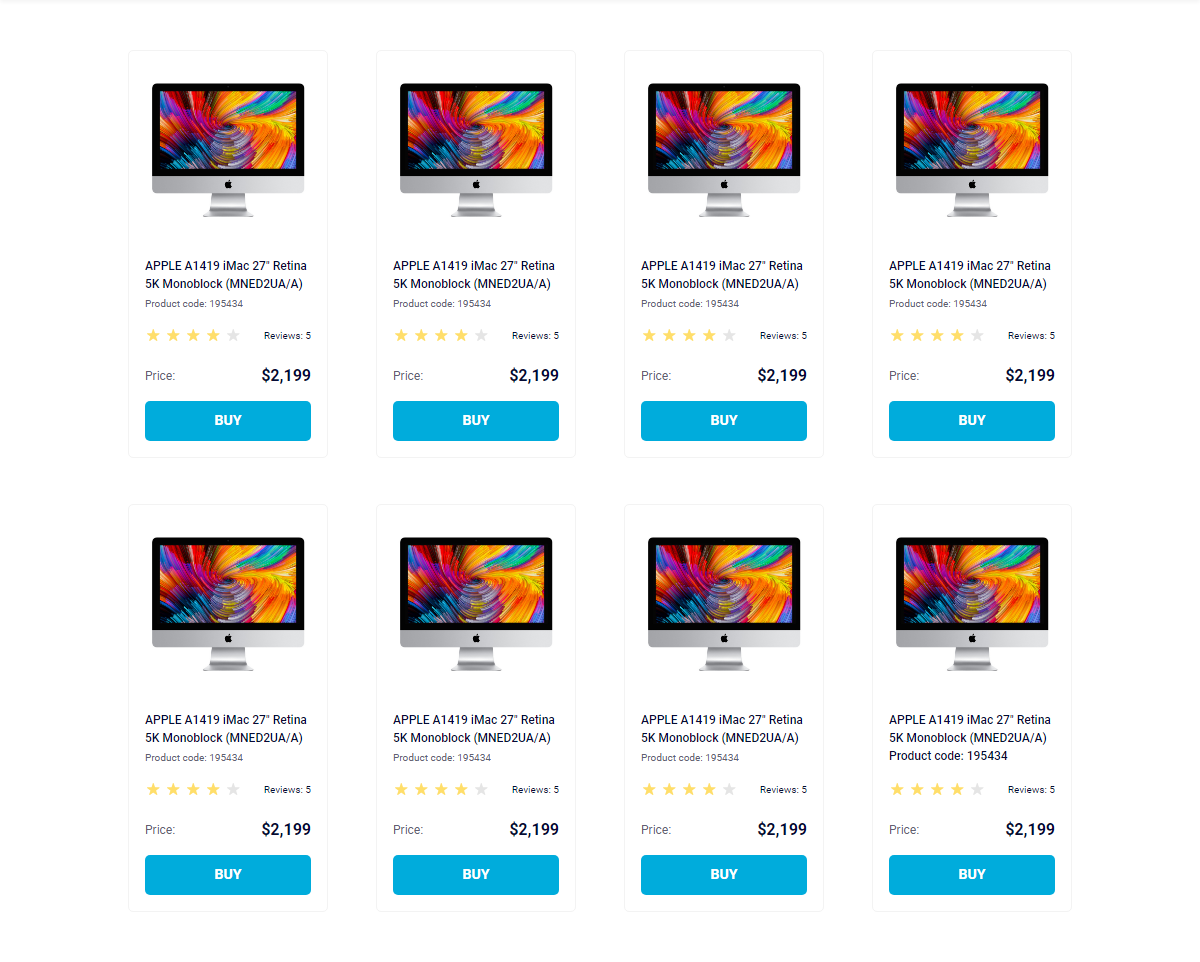 APPLE A1419 iMac 27" Retina
5K Monoblock (MNED2UA/A)
Product code: 195434
Reviews: 5
Price: $2,199
BUY
APPLE A1419 iMac 27" Retina
5K Monoblock (MNED2UA/A)
Product code: 195434
Reviews: 5
Price: $2,199
BUY
APPLE A1419 iMac 27" Retina
5K Monoblock (MNED2UA/A)
Product code: 195434
Reviews: 5
Price: $2,199
BUY
APPLE A1419 iMac 27" Retina
5K Monoblock (MNED2UA/A)
Product code: 195434
Reviews: 5
Price: $2,199
BUY
APPLE A1419 iMac 27" Retina
5K Monoblock (MNED2UA/A)
Product code: 195434
Reviews: 5
Price: $2,199
BUY
APPLE A1419 iMac 27" Retina
5K Monoblock (MNED2UA/A)
Product code: 195434
Reviews: 5
Price: $2,199
BUY
APPLE A1419 iMac 27" Retina
5K Monoblock (MNED2UA/A)
Product code: 195434
Reviews: 5
Price: $2,199
BUY
APPLE A1419 iMac 27" Retina
5K Monoblock (MNED2UA/A)
Product code: 195434
Reviews: 5
Price: $2,199
BUY